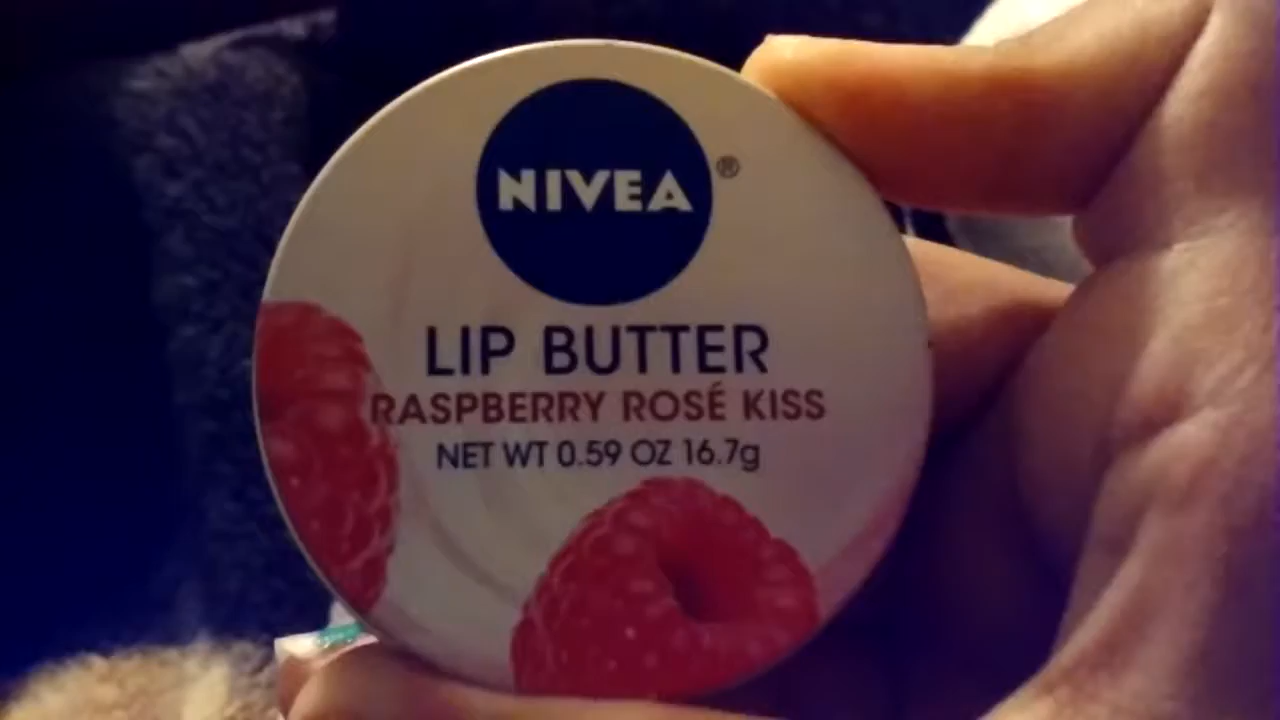 NIVEA®
LIP BUTTER
RASPBERRY ROSÉ KISS
NET WT 0.59 OZ 16.7g